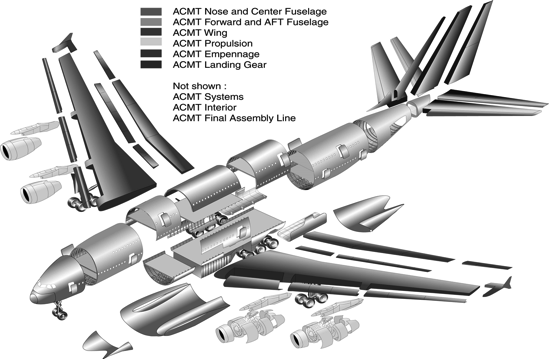 ACMT Nose and Center Fuselage
ACMT Forward and AFT Fuselage
ACMT Wing
ACMT Propulsion
ACMT Empennage
ACMT Landing Gear
Not shown :
ACMT Systems
ACMT Interior
ACMT Final Assembly Line